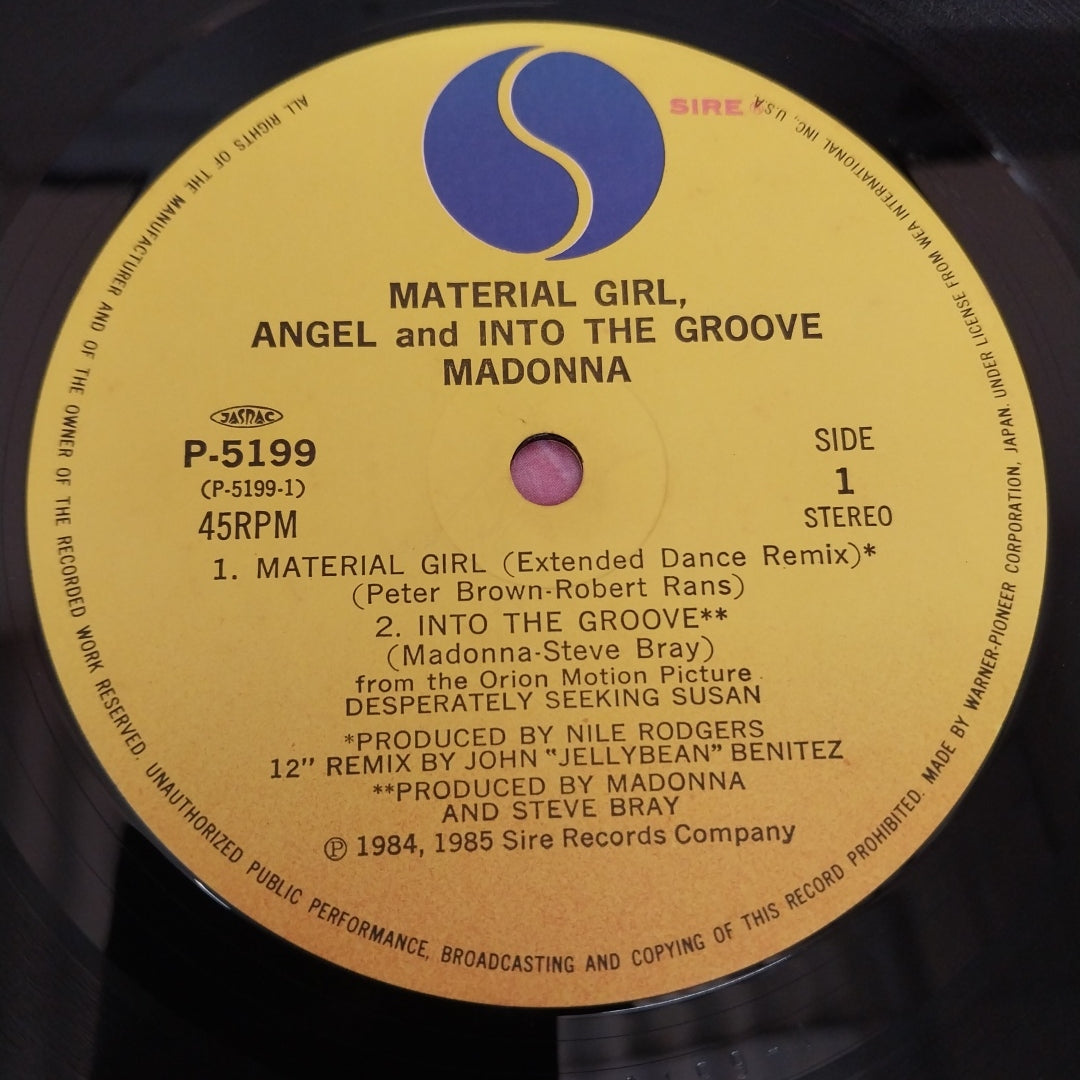 SIRE ®
MATERIAL GIRL,
ANGEL and INTO THE GROOVE
MADONNA
JASRAC
P-5199
(P-5199-1)
45RPM
SIDE
1
STEREO
1. MATERIAL GIRL (Extended Dance Remix)*
(Peter Brown-Robert Rans)
2. INTO THE GROOVE**
(Madonna-Steve Bray)
from the Orion Motion Picture
DESPERATELY SEEKING SUSAN
*PRODUCED BY NILE RODGERS
12" REMIX BY JOHN "JELLYBEAN" BENITEZ
**PRODUCED BY MADONNA
AND STEVE BRAY
Ⓟ 1984, 1985 Sire Records Company
ALL RIGHTS OF THE MANUFACTURER AND OF THE OWNER OF THE RECORDED WORK RESERVED. UNAUTHORIZED PUBLIC PERFORMANCE, BROADCASTING AND COPYING OF THIS RECORD PROHIBITED. MADE BY WARNER-PIONEER CORPORATION, JAPAN. UNDER LICENSE FROM WEA INTERNATIONAL INC., U.S.A.